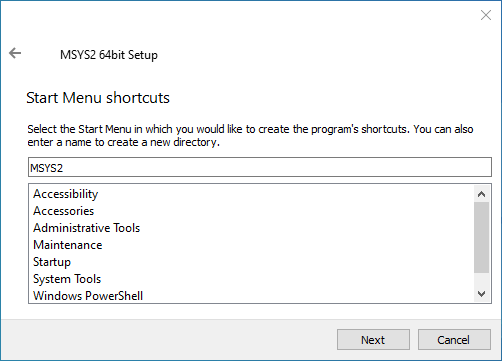 MSYS2 64bit Setup
Start Menu shortcuts
Select the Start Menu in which you would like to create the program's shortcuts. You can also
enter a name to create a new directory.
MSYS2
Accessibility
Accessories
Administrative Tools
Maintenance
Startup
System Tools
Windows PowerShell
Next Cancel